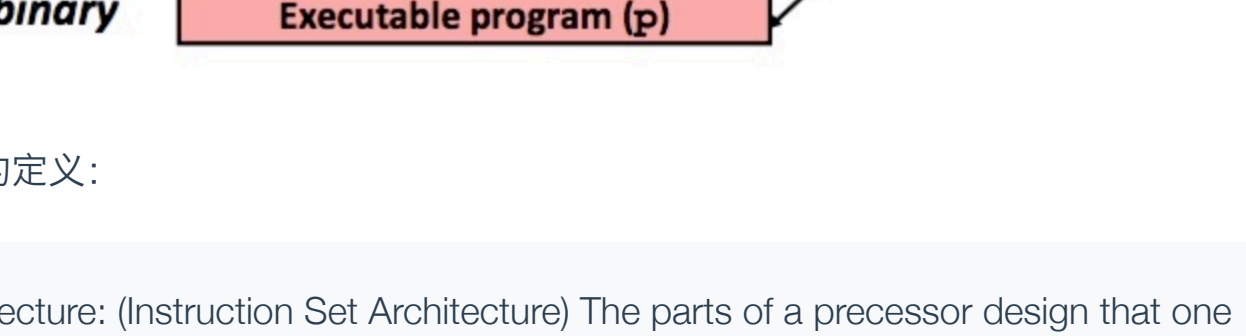 binary Executable program (p)
的定义：
ecture: (Instruction Set Architecture) The parts of a precessor design that one